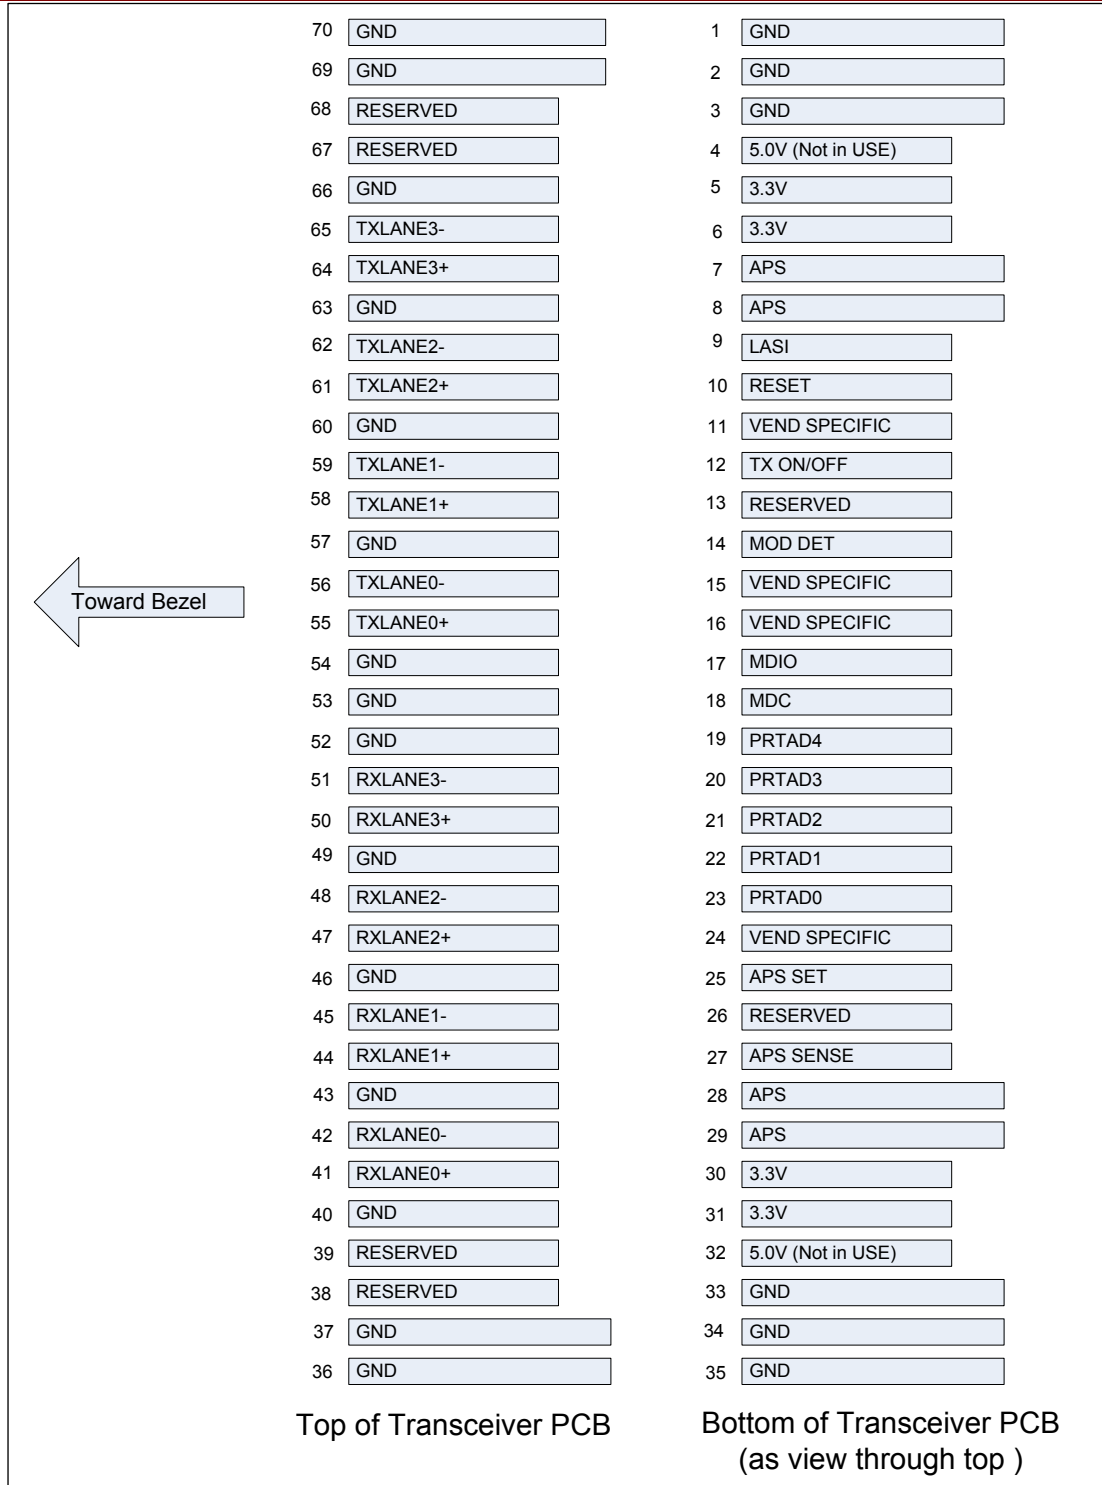 70 GND 1 GND
69 GND 2 GND
68 RESERVED 3 GND
67 RESERVED 4 5.0V (Not in USE)
66 GND 5 3.3V
65 TXLANE3- 6 3.3V
64 TXLANE3+ 7 APS
63 GND 8 APS
62 TXLANE2- 9 LASI
61 TXLANE2+ 10 RESET
60 GND 11 VEND SPECIFIC
59 TXLANE1- 12 TX ON/OFF
58 TXLANE1+ 13 RESERVED
57 GND 14 MOD DET
56 TXLANE0- 15 VEND SPECIFIC
Toward Bezel
55 TXLANE0+ 16 VEND SPECIFIC
54 GND 17 MDIO
53 GND 18 MDC
52 GND 19 PRTAD4
51 RXLANE3- 20 PRTAD3
50 RXLANE3+ 21 PRTAD2
49 GND 22 PRTAD1
48 RXLANE2- 23 PRTAD0
47 RXLANE2+ 24 VEND SPECIFIC
46 GND 25 APS SET
45 RXLANE1- 26 RESERVED
44 RXLANE1+ 27 APS SENSE
43 GND 28 APS
42 RXLANE0- 29 APS
41 RXLANE0+ 30 3.3V
40 GND 31 3.3V
39 RESERVED 32 5.0V (Not in USE)
38 RESERVED 33 GND
37 GND 34 GND
36 GND 35 GND
Top of Transceiver PCB
Bottom of Transceiver PCB
(as view through top )